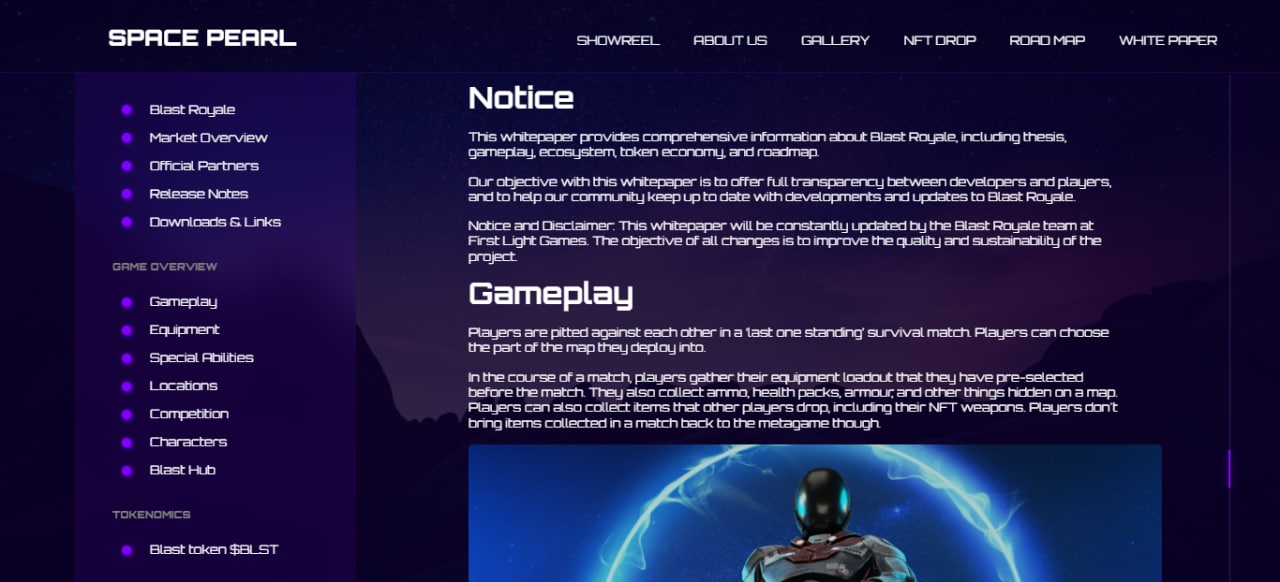 SPACE PEARL
SHOWREEL ABOUT US GALLERY NFT DROP ROAD MAP WHITE PAPER
Blast Royale
Market Overview
Official Partners
Release Notes
Downloads & Links
GAME OVERVIEW
Gameplay
Equipment
Special Abilities
Locations
Competition
Characters
Blast Hub
TOKENOMICS
Blast token $BLST
Notice
This whitepaper provides comprehensive information about Blast Royale, including thesis,
gameplay, ecosystem, token economy, and roadmap.
Our objective with this whitepaper is to offer full transparency between developers and players,
and to help our community keep up to date with developments and updates to Blast Royale.
Notice and Disclaimer: This whitepaper will be constantly updated by the Blast Royale team at
First Light Games. The objective of all changes is to improve the quality and sustainability of the
project.
Gameplay
Players are pitted against each other in a 'last one standing' survival match. Players can choose
the part of the map they deploy into.
In the course of a match, players gather their equipment loadout that they have pre-selected
before the match. They also collect ammo, health packs, armour, and other things hidden on a map.
Players can also collect items that other players drop, including their NFT weapons. Players don't
bring items collected in a match back to the metagame though.